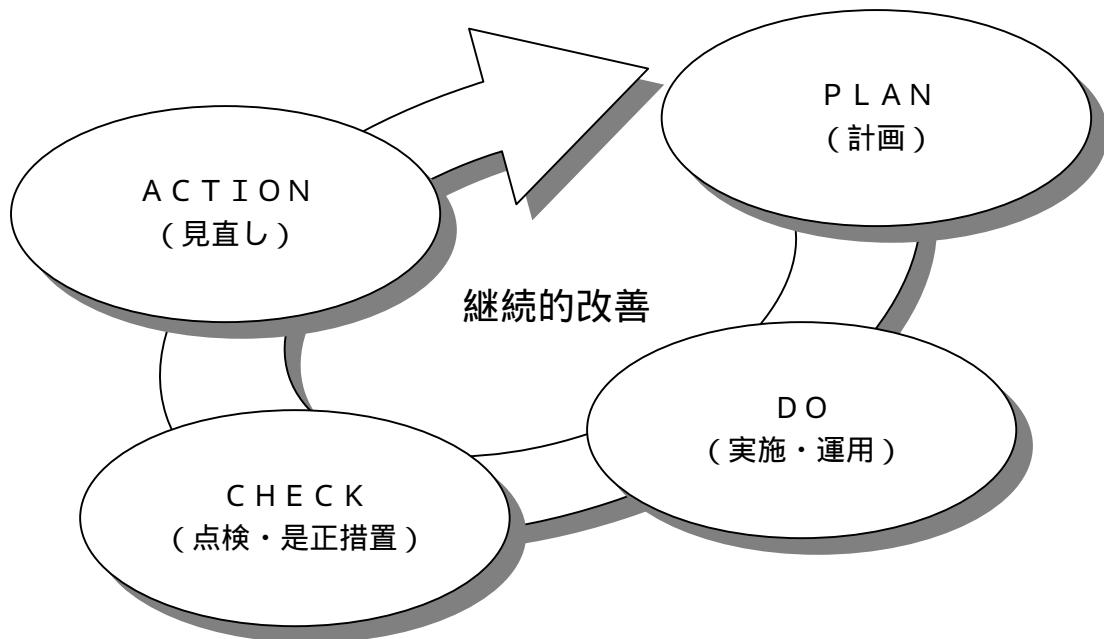 ＰＬＡＮ
（計画）
ＡＣＴＩＯＮ
（見直し）
継続的改善
ＤＯ
（実施・運用）
ＣＨＥＣＫ
（点検・是正措置）